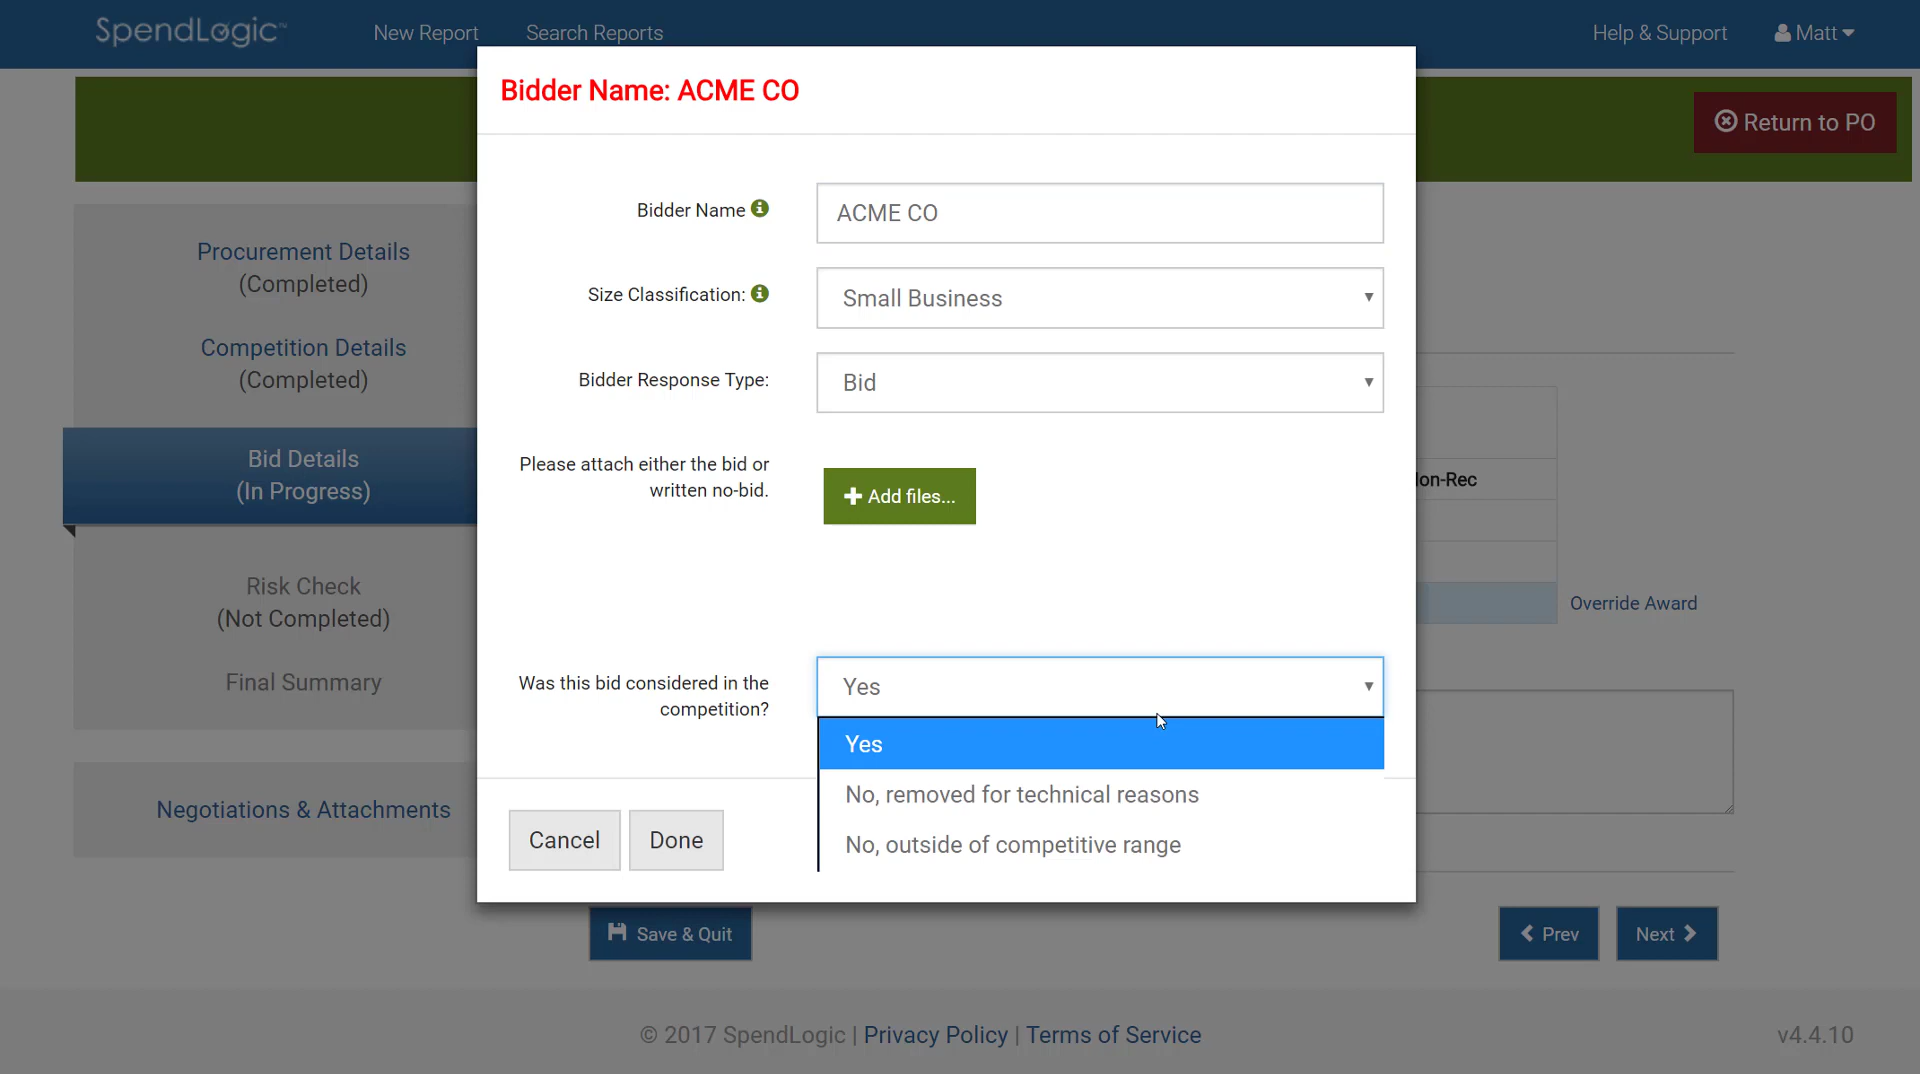 SpendLogic™
New Report
Search Reports
Help & Support
Matt
Bidder Name: ACME CO
Return to PO
Bidder Name
ACME CO
Procurement Details
(Completed)
Size Classification:
Small Business
Competition Details
(Completed)
Bidder Response Type:
Bid
Bid Details
(In Progress)
Please attach either the bid or
written no-bid.
Add files...
Risk Check
(Not Completed)
Override Award
Final Summary
Was this bid considered in the
competition?
Yes
Yes
No, removed for technical reasons
No, outside of competitive range
Negotiations & Attachments
Cancel
Done
Save & Quit
Prev
Next
© 2017 SpendLogic | Privacy Policy | Terms of Service
v4.4.10